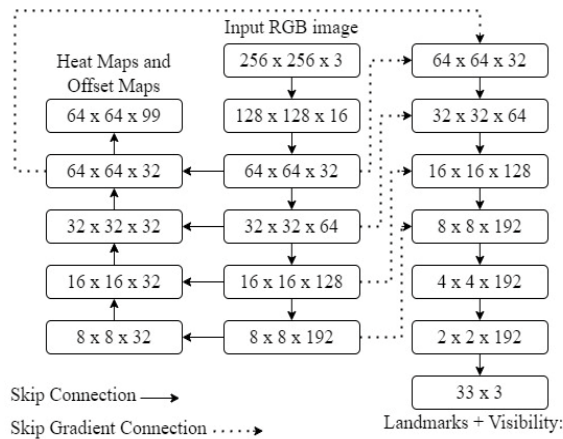 Input RGB image
Heat Maps and
Offset Maps
64 x 64 x 99
64 x 64 x 32
32 x 32 x 32
16 x 16 x 32
8 x 8 x 32
256 x 256 x 3
128 x 128 x 16
64 x 64 x 32
32 x 32 x 64
16 x 16 x 128
8 x 8 x 192
64 x 64 x 32
32 x 32 x 64
16 x 16 x 128
8 x 8 x 192
4 x 4 x 192
2 x 2 x 192
33 x 3
Landmarks + Visibility:
Skip Connection
Skip Gradient Connection